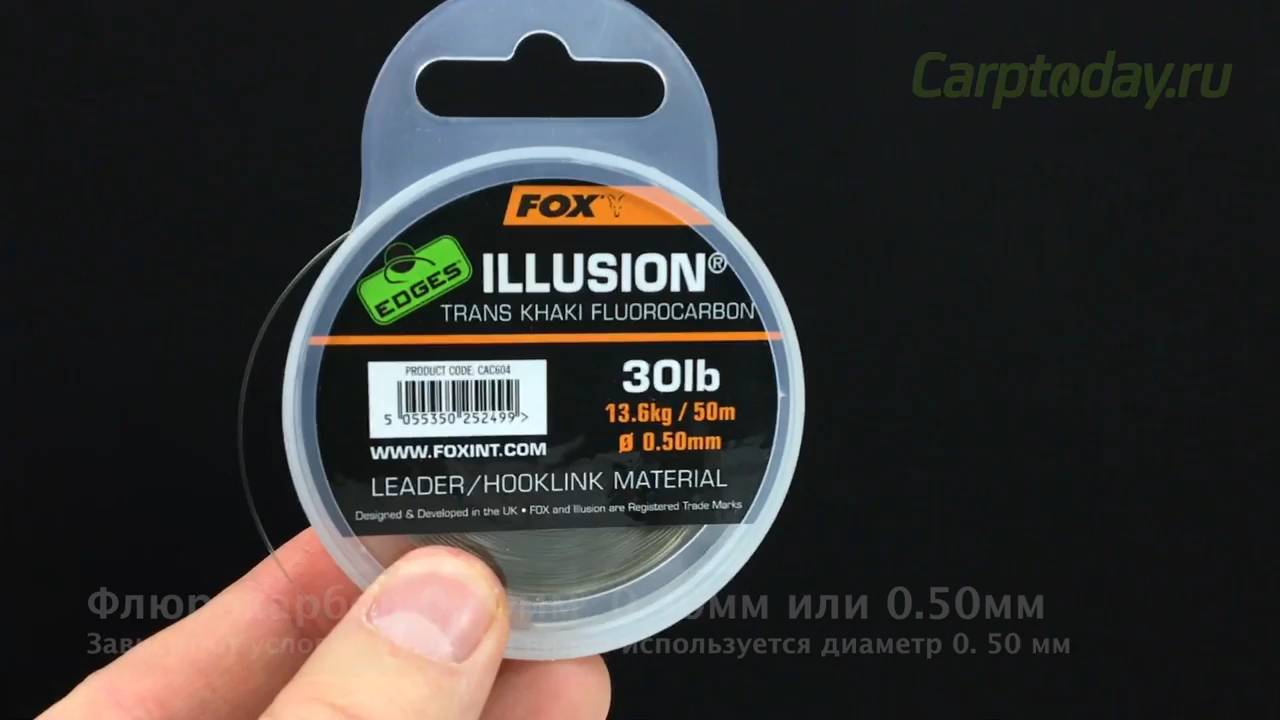 Carptoday.ru
FOX
EDGES
ILLUSION®
TRANS KHAKI FLUOROCARBON
PRODUCT CODE: CAC604
5 055350 252499 >
30lb
13.6kg / 50m
Ø 0.50mm
WWW.FOXINT.COM
LEADER/HOOKLINK MATERIAL
Designed & Developed in the UK • FOX and Illusion are Registered Trade Marks
или 0.50мм
используется диаметр 0. 50 мм